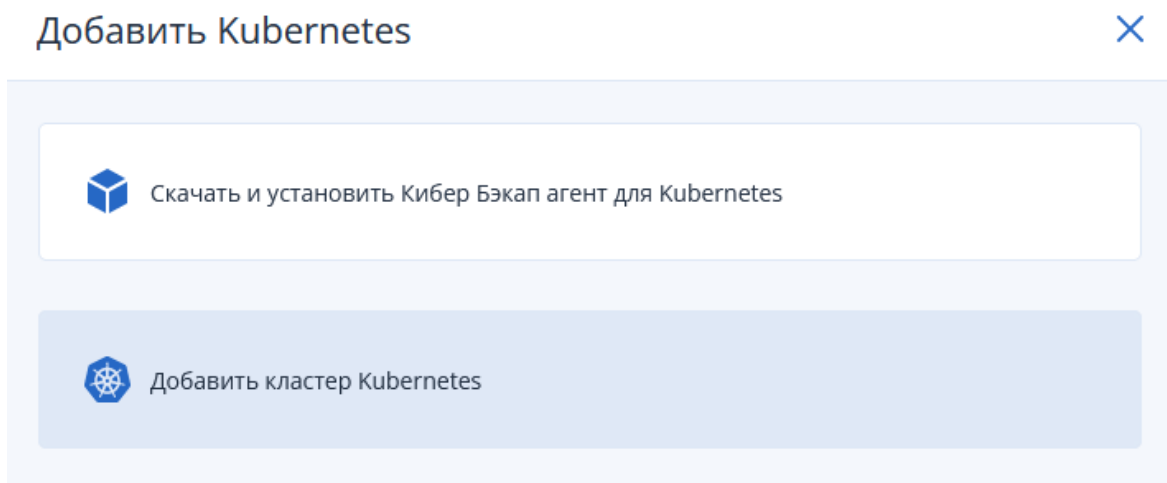 Добавить Kubernetes
Скачать и установить Кибер Бэкап агент для Kubernetes
Добавить кластер Kubernetes